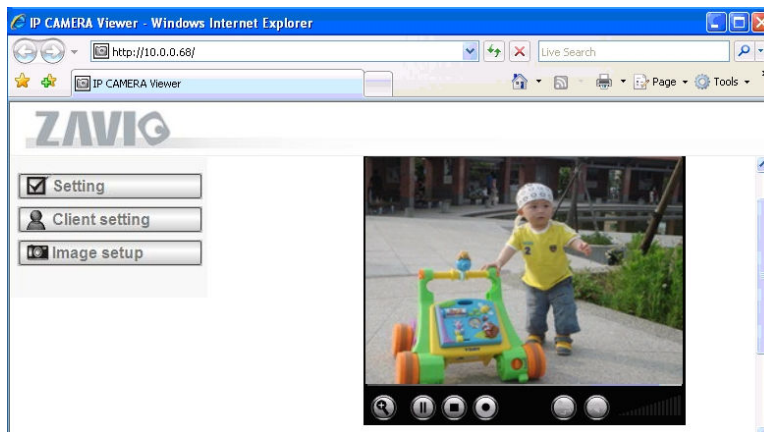 IP CAMERA Viewer - Windows Internet Explorer
http://10.0.0.68/
Live Search
IP CAMERA Viewer
Page
Tools
ZAVIO
Setting
Client setting
Image setup
2